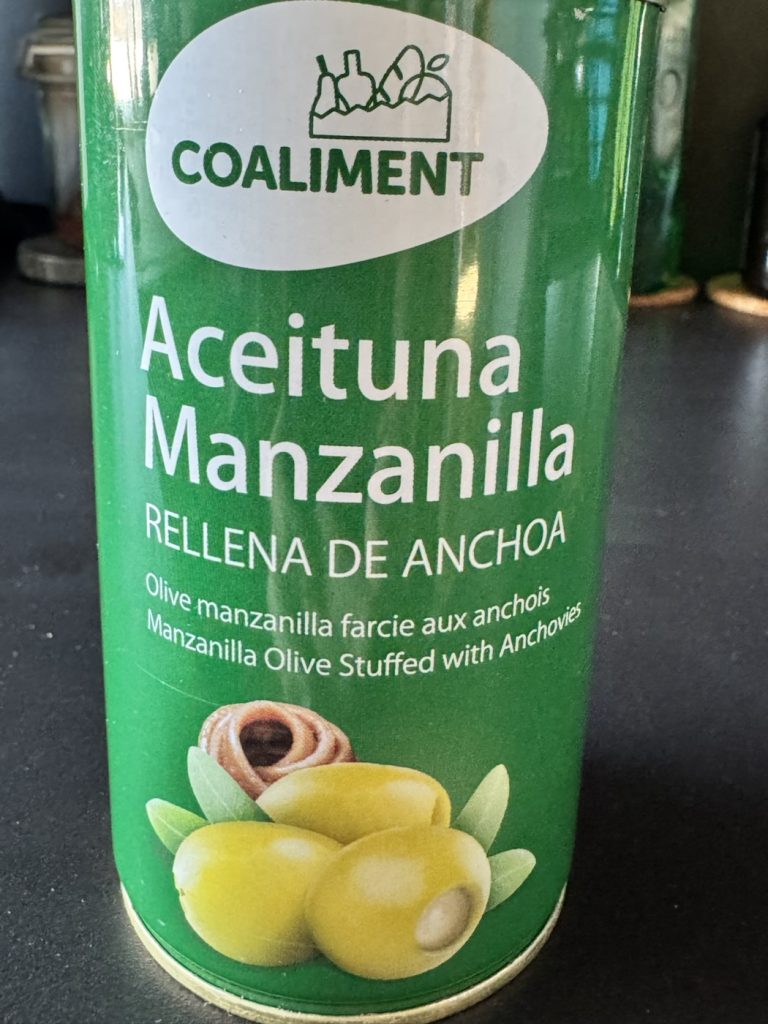 COALIMENT
Aceituna
Manzanilla
RELLENA DE ANCHOA
Olive manzanilla farcie aux anchois
Manzanilla Olive Stuffed with Anchovies